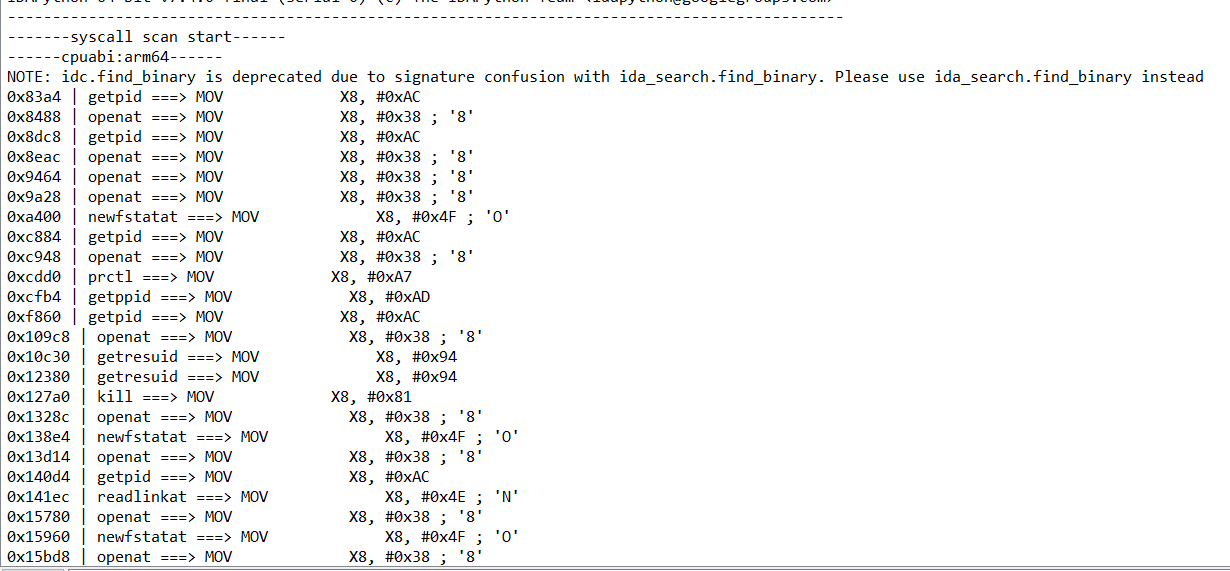 -------syscall scan start------
------cpuabi:arm64------
NOTE: idc.find_binary is deprecated due to signature confusion with ida_search.find_binary. Please use ida_search.find_binary instead
0x83a4 | getpid ===> MOV             X8, #0xAC
0x8488 | openat ===> MOV             X8, #0x38 ; '8'
0x8dc8 | getpid ===> MOV             X8, #0xAC
0x8eac | openat ===> MOV             X8, #0x38 ; '8'
0x9464 | openat ===> MOV             X8, #0x38 ; '8'
0x9a28 | openat ===> MOV             X8, #0x38 ; '8'
0xa400 | newfstatat ===> MOV             X8, #0x4F ; 'O'
0xc884 | getpid ===> MOV             X8, #0xAC
0xc948 | openat ===> MOV             X8, #0x38 ; '8'
0xcdd0 | prctl ===> MOV             X8, #0xA7
0xcfb4 | getppid ===> MOV             X8, #0xAD
0xf860 | getpid ===> MOV             X8, #0xAC
0x109c8 | openat ===> MOV             X8, #0x38 ; '8'
0x10c30 | getresuid ===> MOV             X8, #0x94
0x12380 | getresuid ===> MOV             X8, #0x94
0x127a0 | kill ===> MOV             X8, #0x81
0x1328c | openat ===> MOV             X8, #0x38 ; '8'
0x138e4 | newfstatat ===> MOV             X8, #0x4F ; 'O'
0x13d14 | openat ===> MOV             X8, #0x38 ; '8'
0x140d4 | getpid ===> MOV             X8, #0xAC
0x141ec | readlinkat ===> MOV             X8, #0x4E ; 'N'
0x15780 | openat ===> MOV             X8, #0x38 ; '8'
0x15960 | newfstatat ===> MOV             X8, #0x4F ; 'O'
0x15bd8 | openat ===> MOV             X8, #0x38 ; '8'